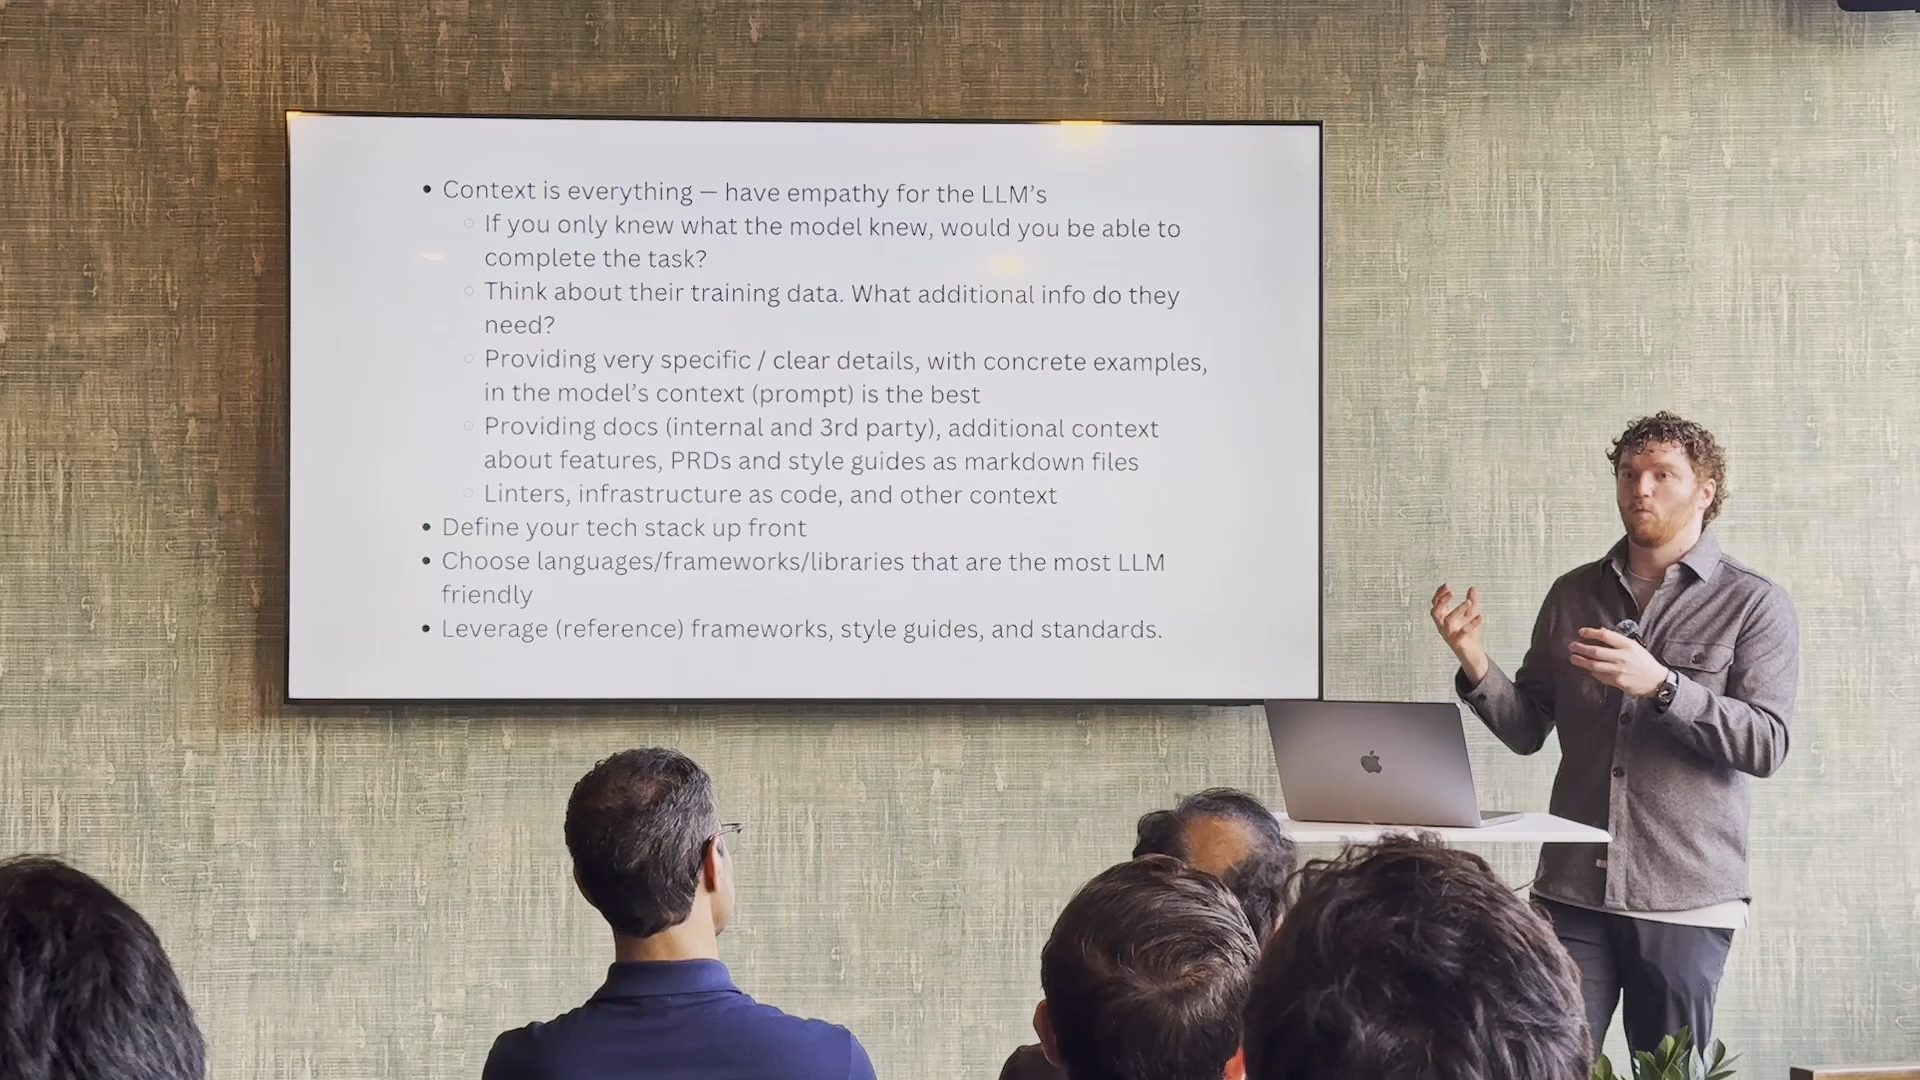 • Context is everything — have empathy for the LLM's
○ If you only knew what the model knew, would you be able to
complete the task?
○ Think about their training data. What additional info do they
need?
○ Providing very specific / clear details, with concrete examples,
in the model's context (prompt) is the best
○ Providing docs (internal and 3rd party), additional context
about features, PRDs and style guides as markdown files
○ Linters, infrastructure as code, and other context
• Define your tech stack up front
• Choose languages/frameworks/libraries that are the most LLM
friendly
• Leverage (reference) frameworks, style guides, and standards.